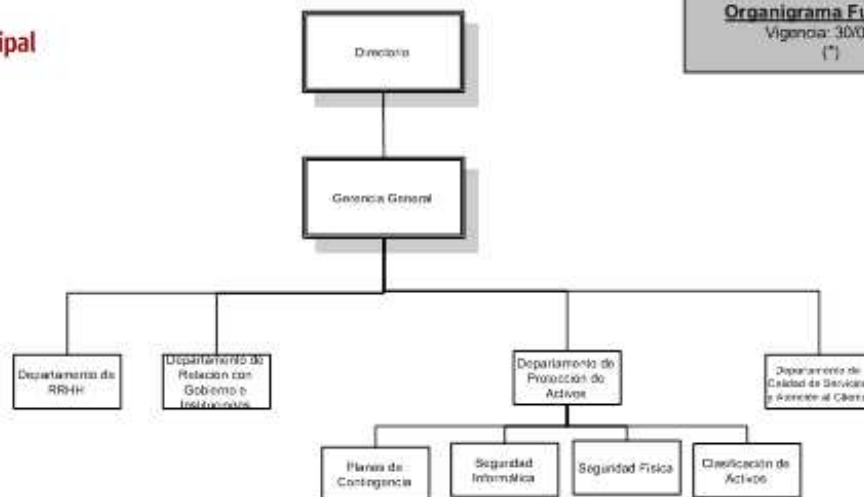 ipal
Organigrama Fu
Vigencia: 30/0
(*)
Directorio
Gerencia General
Departamento de
RRHH
Departamento de
Relación con
Gobierno e
Instituciones
Departamento de
Protección de
Activos
Departamento de
Calidad de Servicios
y Atención al Cliente
Planes de
Contingencia
Seguridad
Informática
Seguridad Física
Clasificación de
Activos